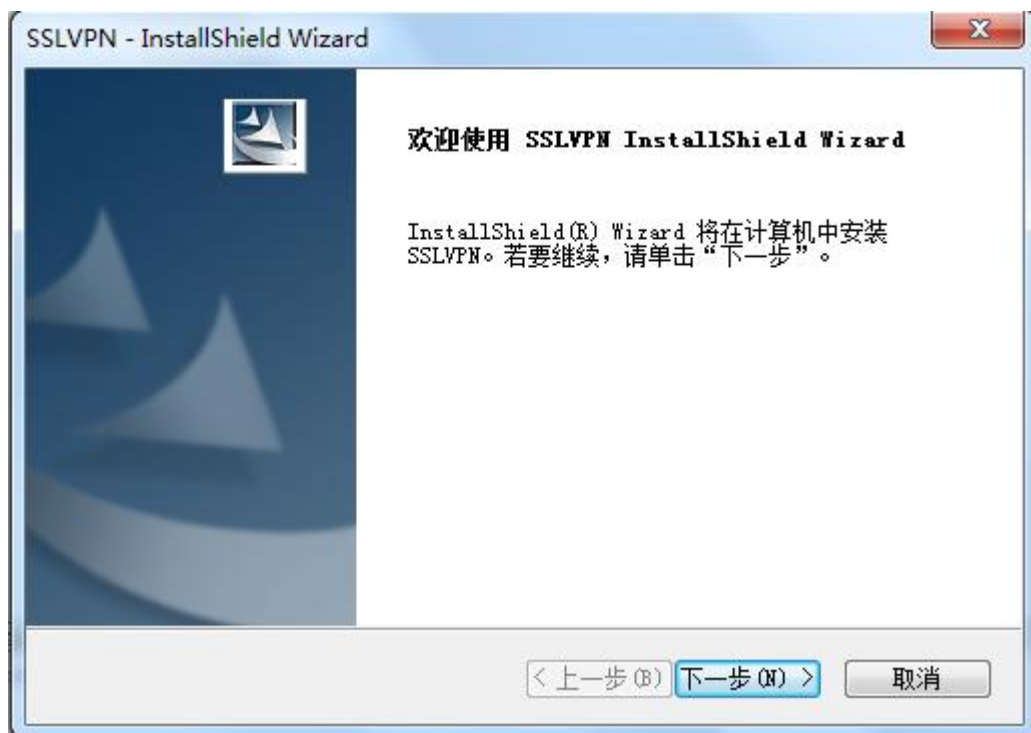 SSLVPN - InstallShield Wizard
欢迎使用 SSLVPN InstallShield Wizard
InstallShield(R) Wizard 将在计算机中安装
SSLVPN。若要继续，请单击“下一步”。
< 上一步(B)
下一步(N) >
取消